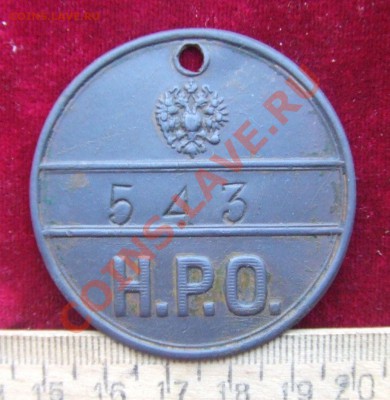 COINS.LAVE.RU
543
Н.Р.О.
COINS.LAVE.RU
15 16 17 18 19 20